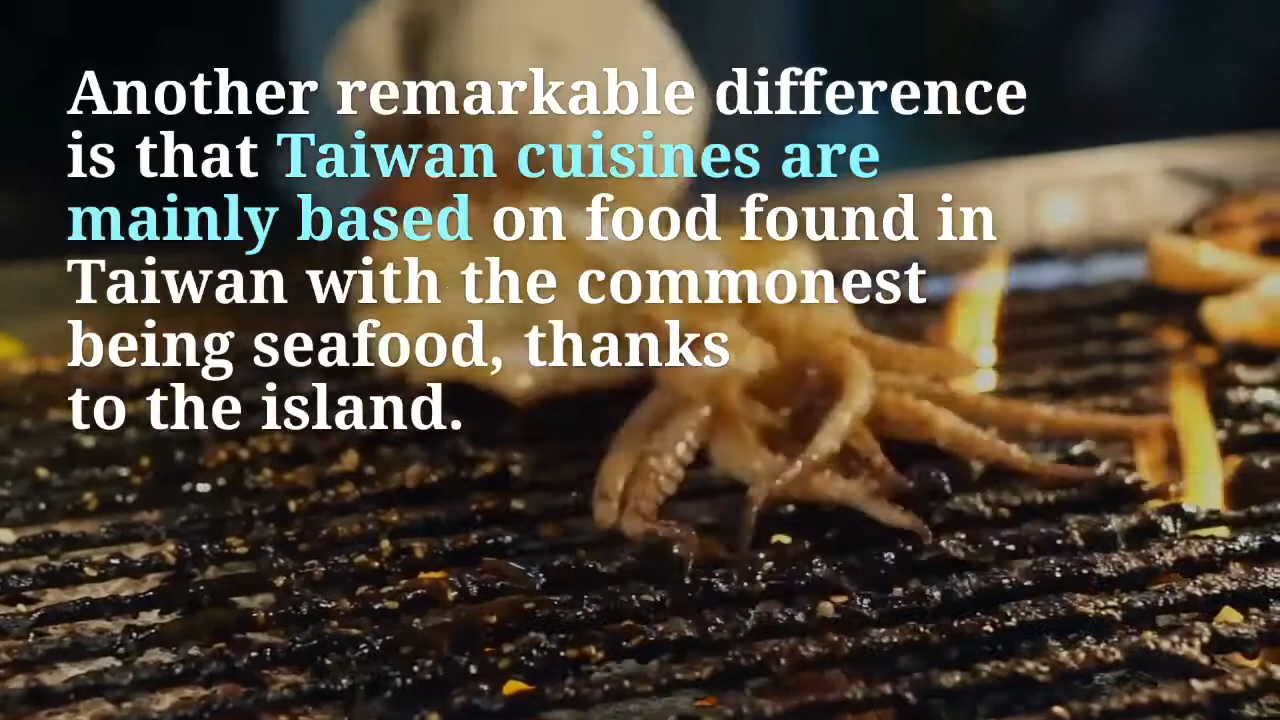 Another remarkable difference
is that Taiwan cuisines are
mainly based on food found in
Taiwan with the commonest
being seafood, thanks
to the island.